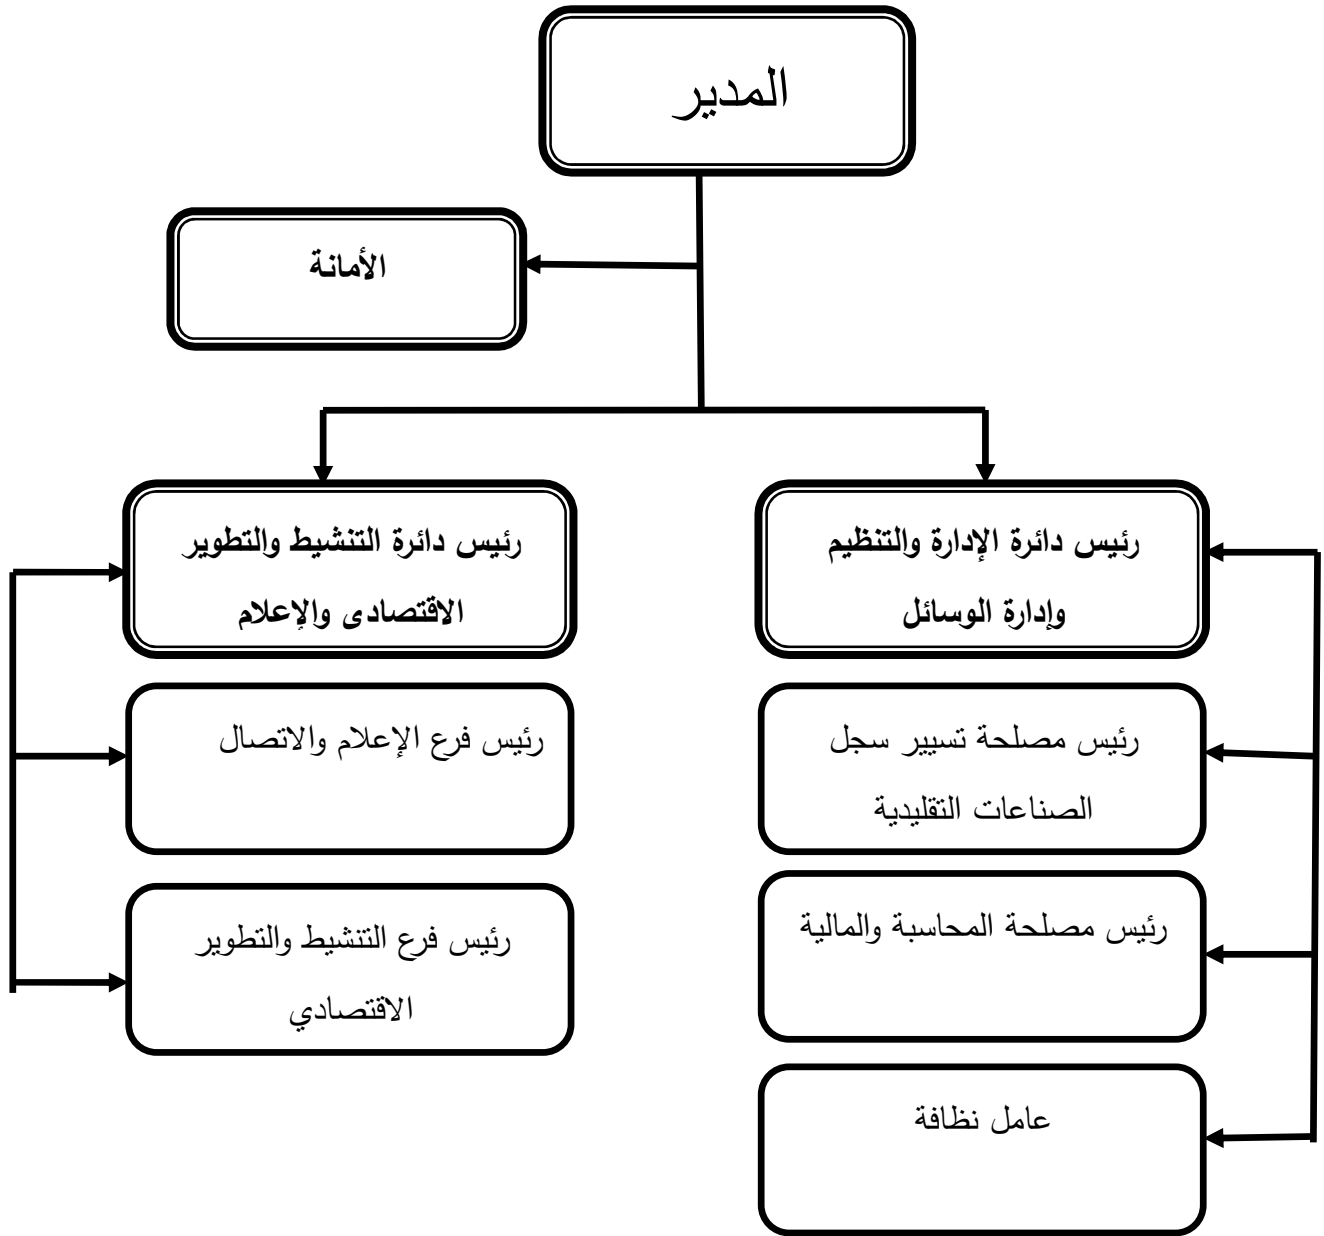 المدير
الأمانة
رئيس دائرة الإدارة والتنظيم
وإدارة الوسائل
رئيس دائرة التنشيط والتطوير
الاقتصادى والإعلام
رئيس مصلحة تسيير سجل
الصناعات التقليدية
رئيس فرع الإعلام والاتصال
رئيس مصلحة المحاسبة والمالية
رئيس فرع التنشيط والتطوير
الاقتصادي
عامل نظافة